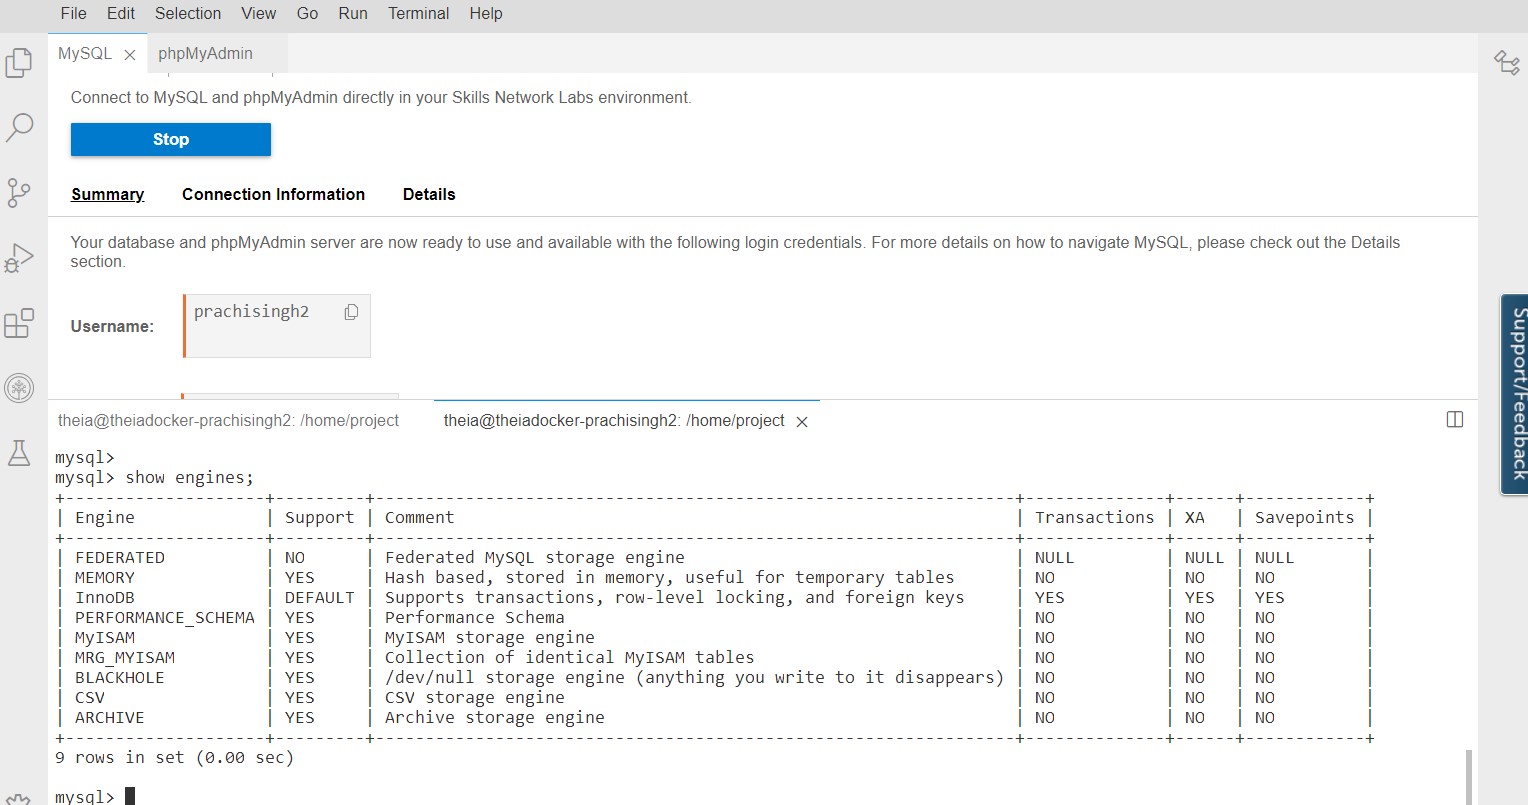 File Edit Selection View Go Run Terminal Help
MySQL phpMyAdmin
Connect to MySQL and phpMyAdmin directly in your Skills Network Labs environment.
Stop
Summary Connection Information Details
Your database and phpMyAdmin server are now ready to use and available with the following login credentials. For more details on how to navigate MySQL, please check out the Details
section.
Username: prachisingh2
Support/Feedback
theia@theiadocker-prachisingh2: /home/project theia@theiadocker-prachisingh2: /home/project
mysql>
mysql> show engines;
+--------------------+---------+----------------------------------------------------------------+--------------+------+------------+
| Engine | Support | Comment | Transactions | XA | Savepoints |
+--------------------+---------+----------------------------------------------------------------+--------------+------+------------+
| FEDERATED | NO | Federated MySQL storage engine | NULL | NULL | NULL |
| MEMORY | YES | Hash based, stored in memory, useful for temporary tables | NO | NO | NO |
| InnoDB | DEFAULT | Supports transactions, row-level locking, and foreign keys | YES | YES | YES |
| PERFORMANCE_SCHEMA | YES | Performance Schema | NO | NO | NO |
| MyISAM | YES | MyISAM storage engine | NO | NO | NO |
| MRG_MYISAM | YES | Collection of identical MyISAM tables | NO | NO | NO |
| BLACKHOLE | YES | /dev/null storage engine (anything you write to it disappears) | NO | NO | NO |
| CSV | YES | CSV storage engine | NO | NO | NO |
| ARCHIVE | YES | Archive storage engine | NO | NO | NO |
+--------------------+---------+----------------------------------------------------------------+--------------+------+------------+
9 rows in set (0.00 sec)
mysql>